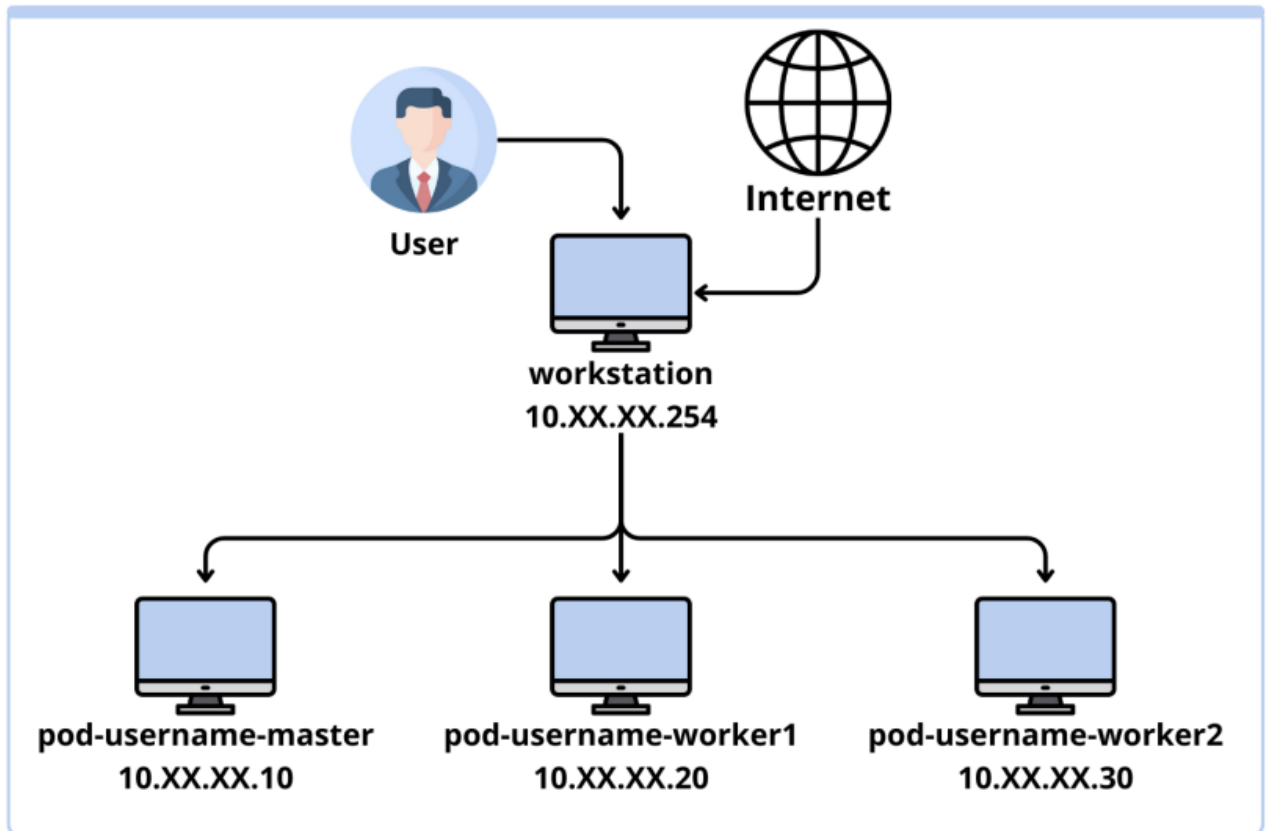 User
Internet
workstation
10.XX.XX.254
pod-username-master
10.XX.XX.10
pod-username-worker1
10.XX.XX.20
pod-username-worker2
10.XX.XX.30